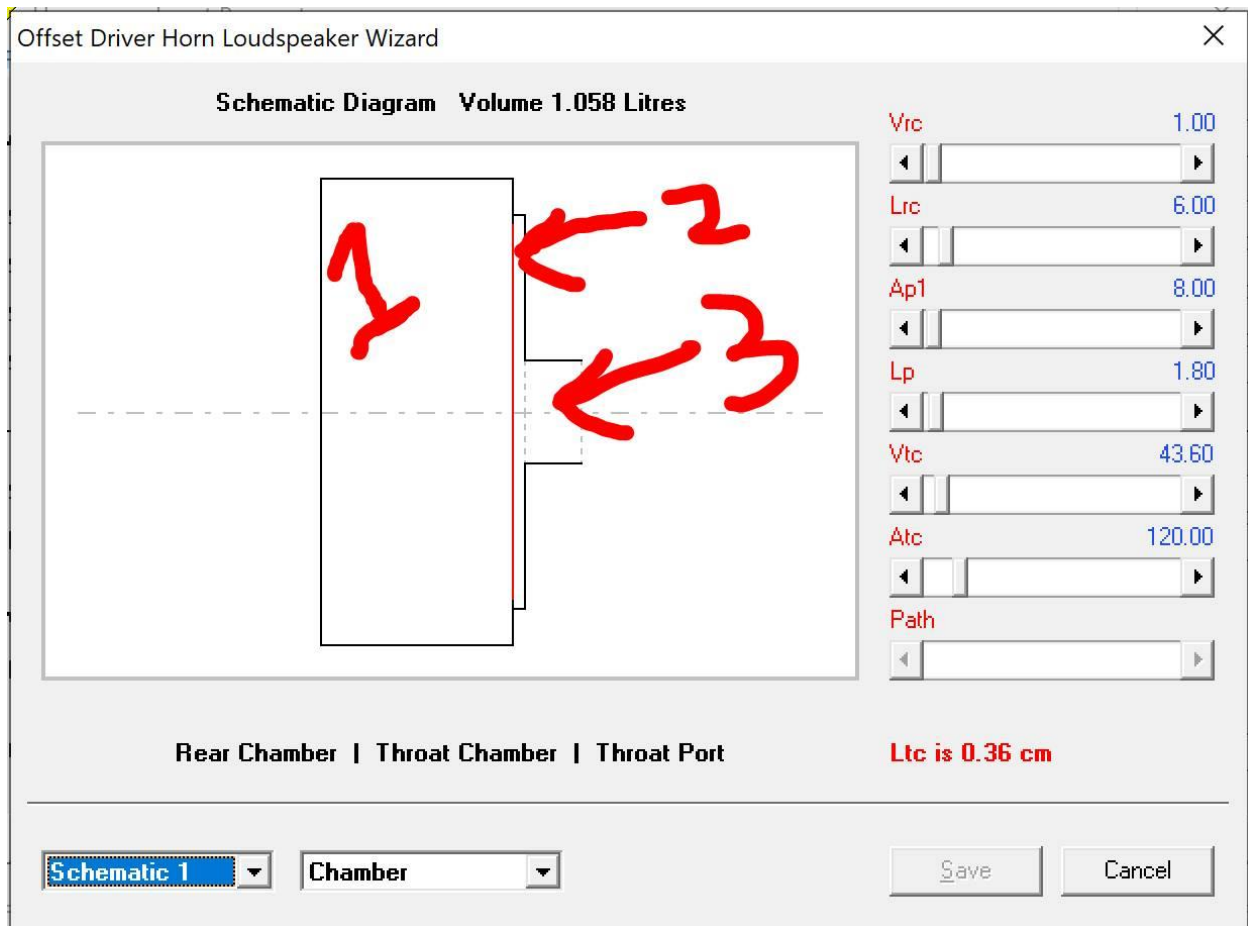 Offset Driver Horn Loudspeaker Wizard
Schematic Diagram Volume 1.058 Litres
1
2
3
Vrc 1.00
Lrc 6.00
Ap1 8.00
Lp 1.80
Vtc 43.60
Atc 120.00
Path
Rear Chamber | Throat Chamber | Throat Port
Ltc is 0.36 cm
Schematic 1
Chamber
Save
Cancel